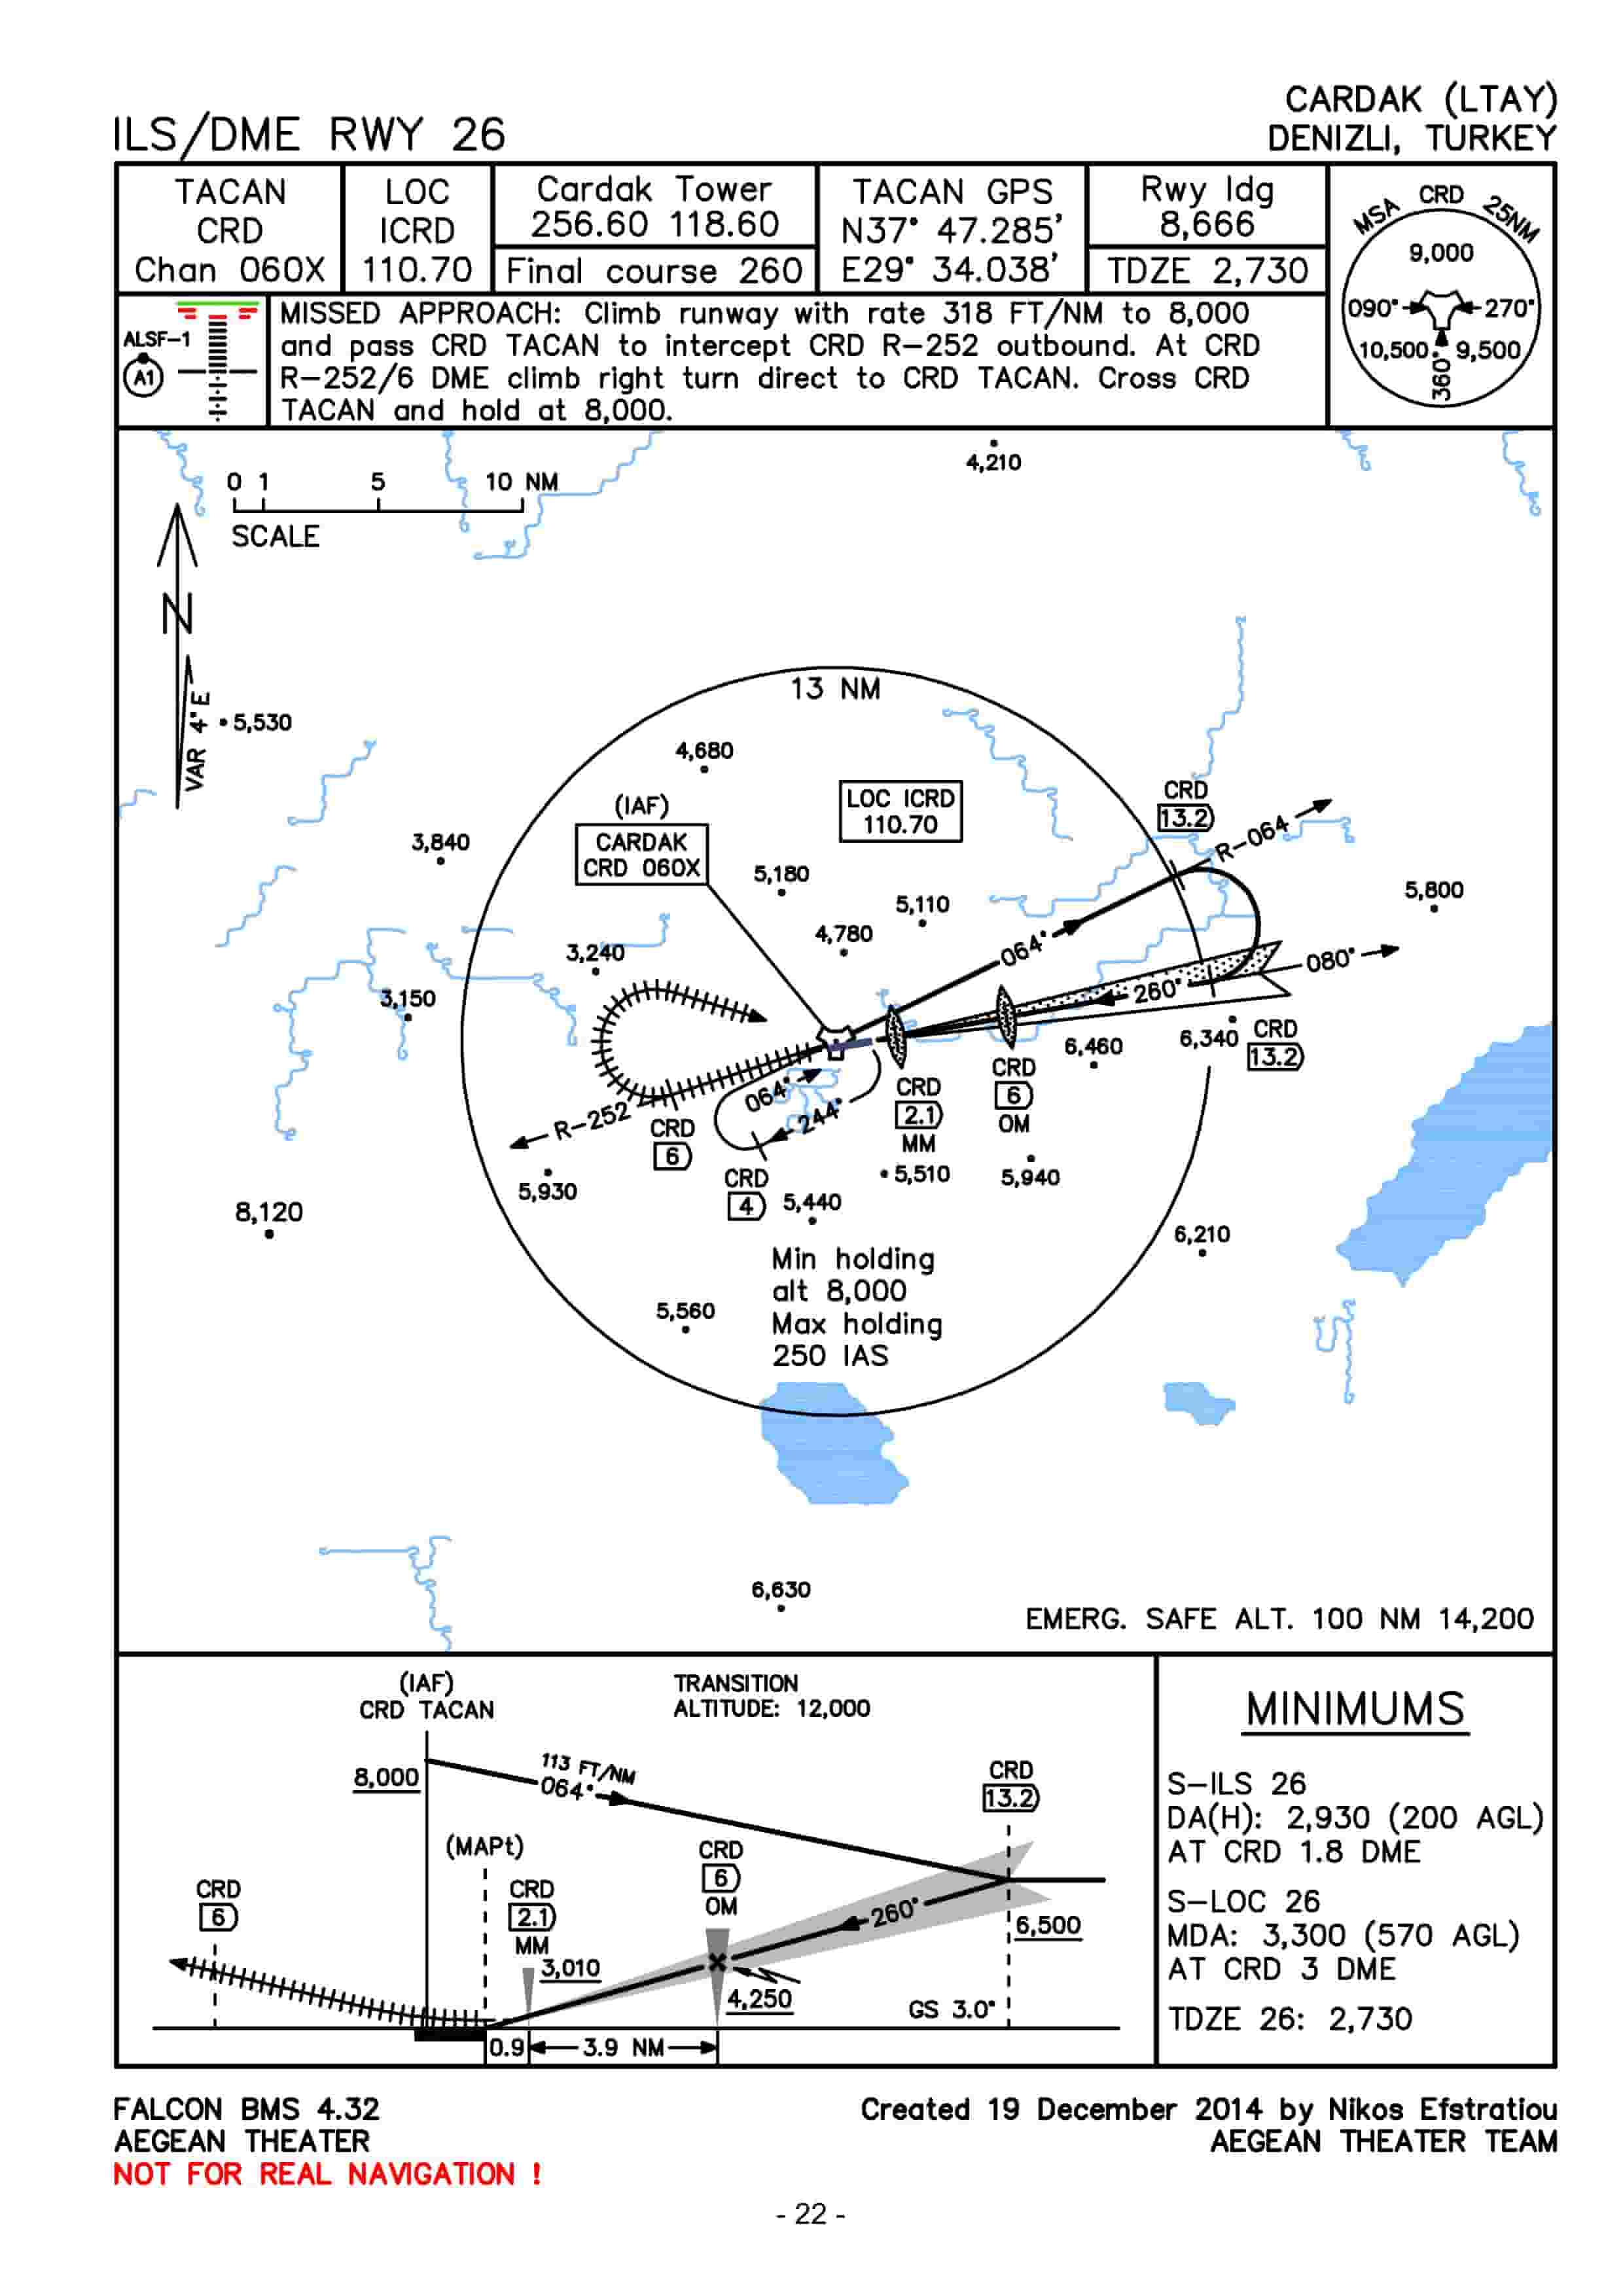 ILS/DME RWY 26
CARDAK (LTAY)
DENIZLI, TURKEY
TACAN
CRD
Chan 060X
LOC
ICRD
110.70
Cardak Tower
256.60 118.60
Final course 260
TACAN GPS
N37° 47.285'
E29° 34.038'
Rwy ldg
8,666
TDZE 2,730
MSA CRD 25NM
9,000
090°
270°
10,500
9,500
360°
ALSF-1
A1
MISSED APPROACH: Climb runway with rate 318 FT/NM to 8,000
and pass CRD TACAN to intercept CRD R-252 outbound. At CRD
R-252/6 DME climb right turn direct to CRD TACAN. Cross CRD
TACAN and hold at 8,000.
4,210
0 1 5 10 NM
SCALE
N
VAR 4°E
5,530
13 NM
4,680
(IAF)
CARDAK
CRD 060X
LOC ICRD
110.70
CRD
13.2
R-064
3,840
5,180
5,110
5,800
4,780
064°
3,240
080°
260°
3,150
6,340
CRD
13.2
6,460
CRD
6
OM
064°
244°
CRD
2.1
MM
R-252
CRD
6
CRD
4
5,510
5,940
5,930
5,440
8,120
6,210
Min holding
alt 8,000
Max holding
250 IAS
5,560
6,630
EMERG. SAFE ALT. 100 NM 14,200
(IAF)
CRD TACAN
TRANSITION
ALTITUDE: 12,000
8,000
113 FT/NM
064°
CRD
13.2
(MAPt)
CRD
6
OM
CRD
6
CRD
2.1
MM
260°
6,500
3,010
4,250
GS 3.0°
0.9
3.9 NM
MINIMUMS
S-ILS 26
DA(H): 2,930 (200 AGL)
AT CRD 1.8 DME
S-LOC 26
MDA: 3,300 (570 AGL)
AT CRD 3 DME
TDZE 26: 2,730
FALCON BMS 4.32
AEGEAN THEATER
NOT FOR REAL NAVIGATION !
Created 19 December 2014 by Nikos Efstratiou
AEGEAN THEATER TEAM
- 22 -